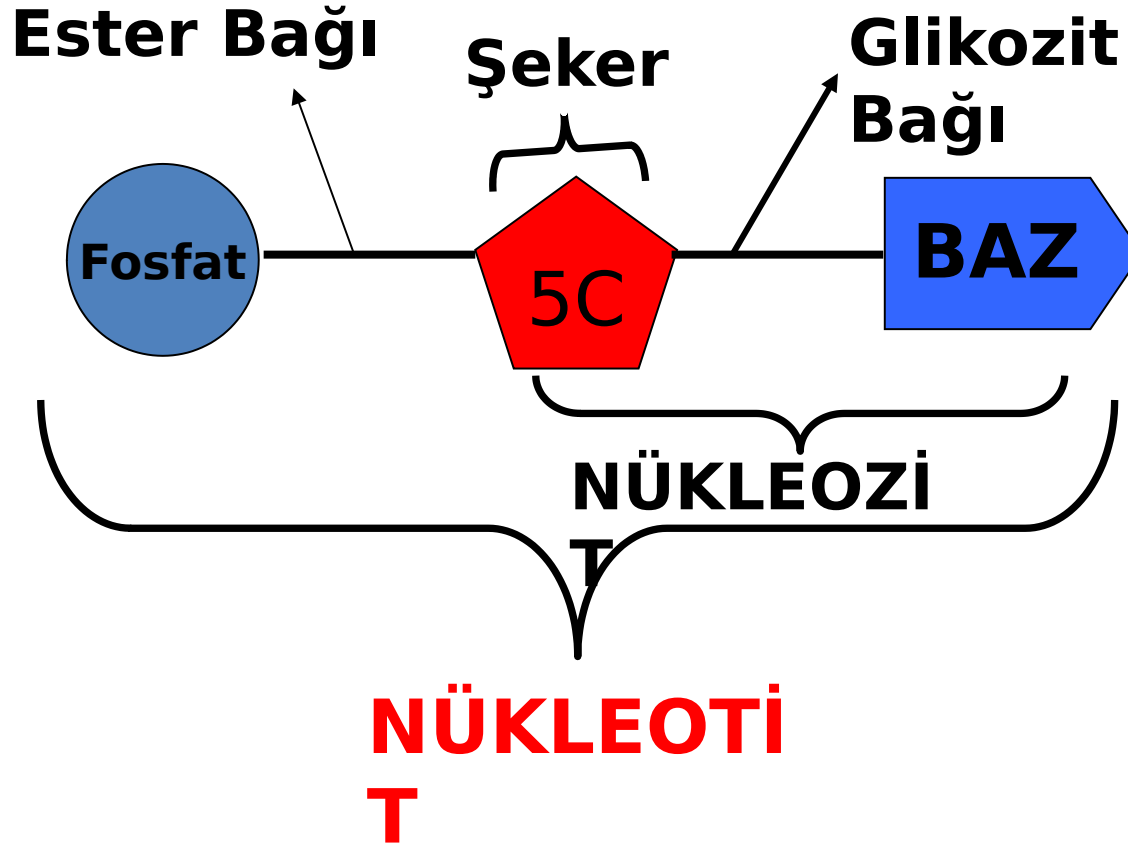 Ester Bağı
Şeker
Glikozit
Bağı
Fosfat
5C
BAZ
NÜKLEOZİ
T
NÜKLEOTİ
T